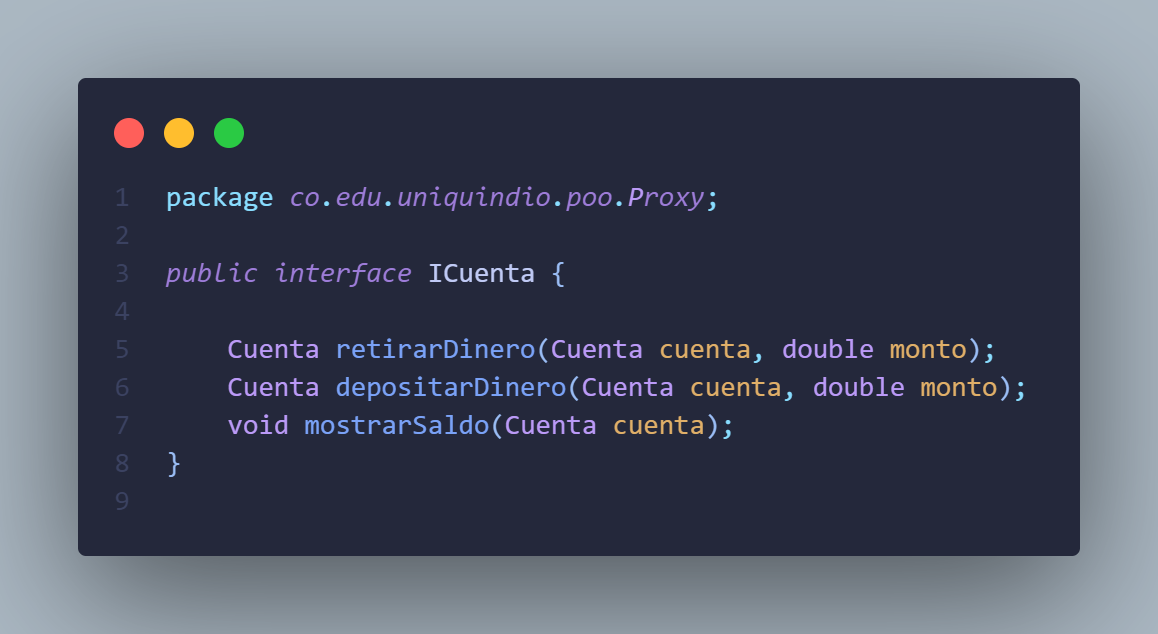 1 package co.edu.uniquindio.poo.Proxy;
2
3 public interface ICuenta {
4
5     Cuenta retirarDinero(Cuenta cuenta, double monto);
6     Cuenta depositarDinero(Cuenta cuenta, double monto);
7     void mostrarSaldo(Cuenta cuenta);
8 }
9